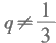 q ≠ 1/3